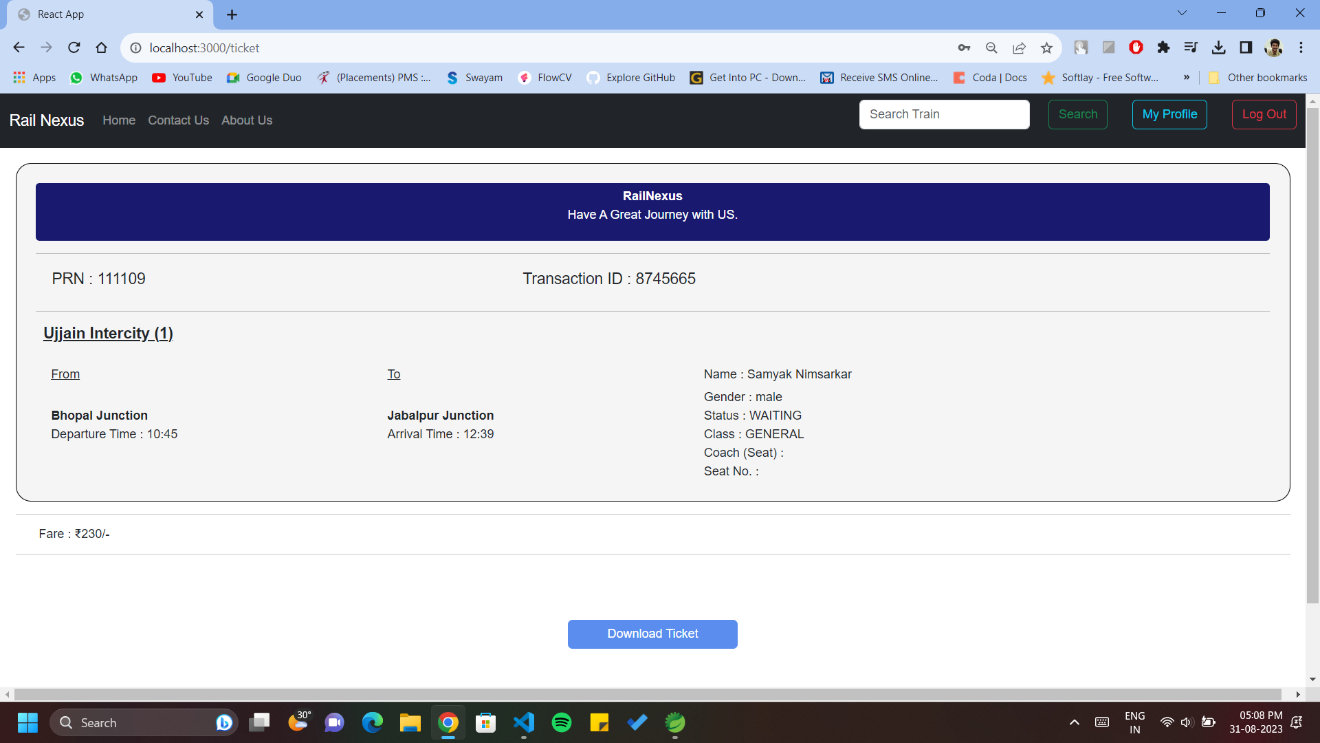 React App
localhost:3000/ticket
Apps WhatsApp YouTube Google Duo (Placements) PMS :... Swayam FlowCV Explore GitHub Get Into PC - Down... Receive SMS Online... Coda | Docs Softlay - Free Softw... » Other bookmarks
Rail Nexus Home Contact Us About Us Search Train Search My Profile Log Out
RailNexus
Have A Great Journey with US.
PRN : 111109 Transaction ID : 8745665
Ujjain Intercity (1)
From To Name : Samyak Nimsarkar
Gender : male
Bhopal Junction Jabalpur Junction Status : WAITING
Departure Time : 10:45 Arrival Time : 12:39 Class : GENERAL
Coach (Seat) :
Seat No. :
Fare : ₹230/-
Download Ticket
Search 30° ENG 05:08 PM
IN 31-08-2023